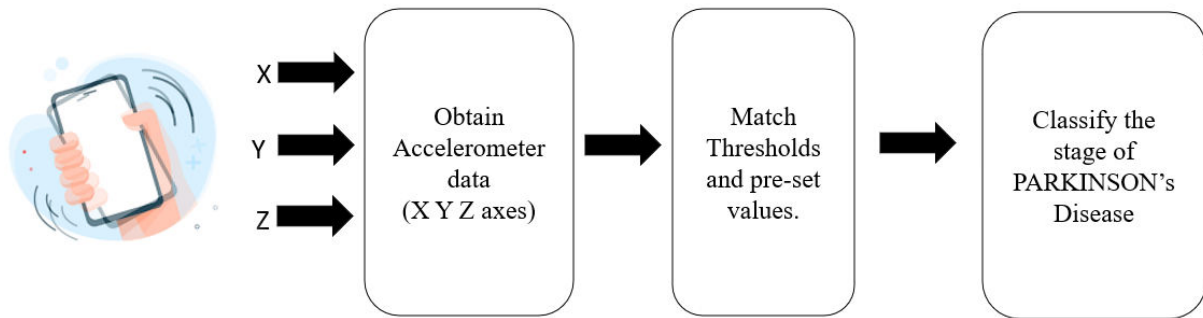 X
Y
Z
Obtain
Accelerometer
data
(X Y Z axes)
Match
Thresholds
and pre-set
values.
Classify the
stage of
PARKINSON's
Disease